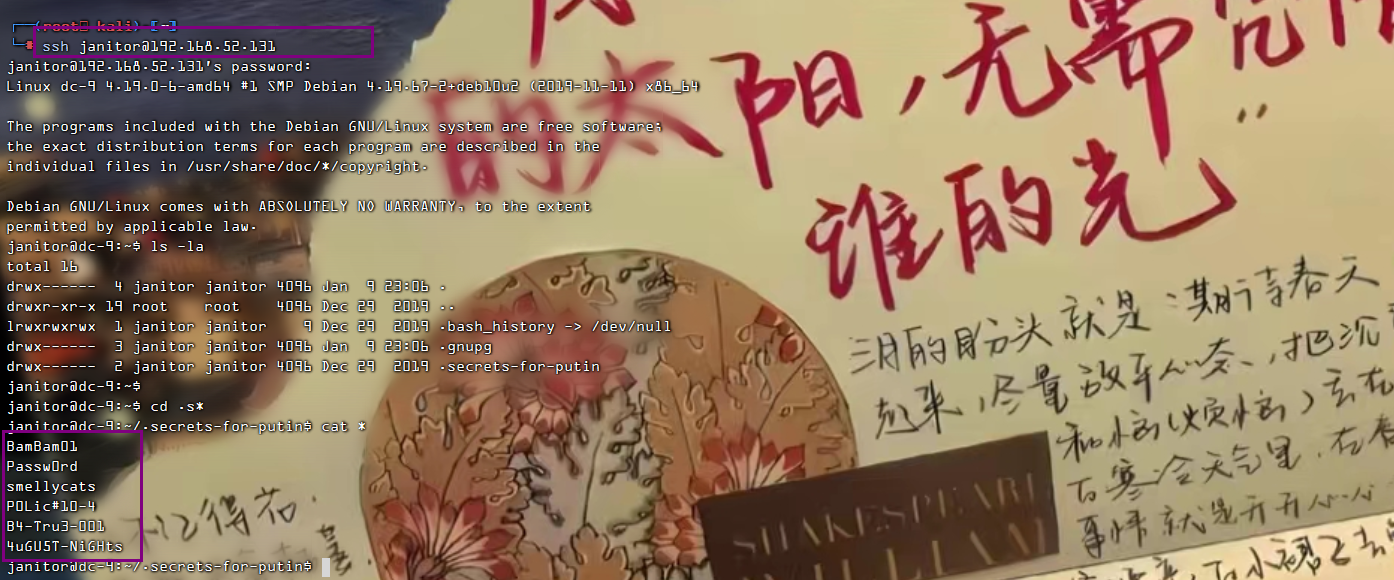 ┌──(root㉿kali)-[~]
└─# ssh janitor@192.168.52.131
janitor@192.168.52.131's password:
Linux dc-9 4.19.0-6-amd64 #1 SMP Debian 4.19.67-2+deb10u2 (2019-11-11) x86_64
The programs included with the Debian GNU/Linux system are free software;
the exact distribution terms for each program are described in the
individual files in /usr/share/doc/*/copyright.
Debian GNU/Linux comes with ABSOLUTELY NO WARRANTY, to the extent
permitted by applicable law.
janitor@dc-9:~$ ls -la
total 16
drwx------  4 janitor janitor 4096 Jan  9 23:06 .
drwxr-xr-x 19 root    root    4096 Dec 29  2019 ..
lrwxrwxrwx  1 janitor janitor    9 Dec 29  2019 .bash_history -> /dev/null
drwx------  3 janitor janitor 4096 Jan  9 23:06 .gnupg
drwx------  2 janitor janitor 4096 Dec 29  2019 .secrets-for-putin
janitor@dc-9:~$
janitor@dc-9:~$ cd .s*
janitor@dc-9:~/.secrets-for-putin$ cat *
BamBam01
Passw0rd
smellycats
P0Lic#10-4
B4-Tru3-001
4uGU5T-NiGHts
janitor@dc-9:~/.secrets-for-putin$
的太阳,无需凭
谁的光
三月的盼头就是:期待春天
起来,尽量放平心态、把沉
和小恼(烦恼)丢在
百寒冷天气里,在春
事情就是开开心心
得花.
SHAKESPEARE